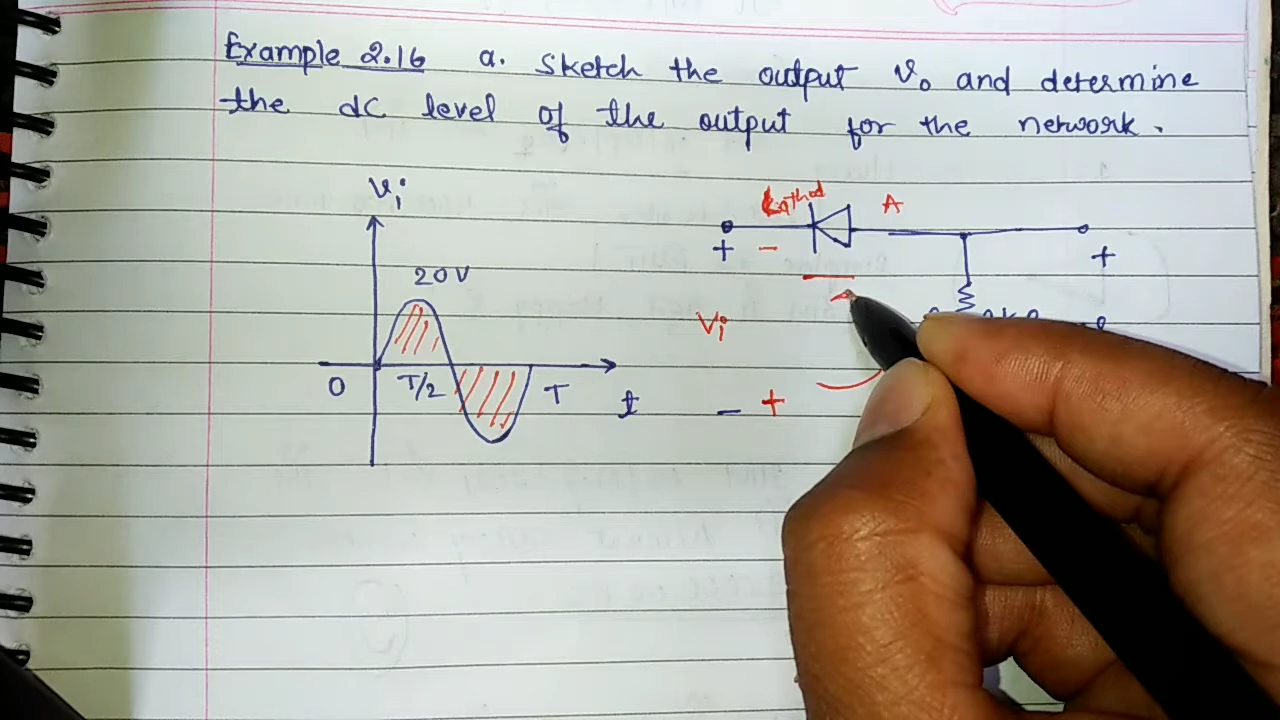 Example 2.16 a. Sketch the output v₀ and determine
the dc level of the output for the network.
vi
20V
0 T/2 T t
Cathod A
+ - +
Vi
- +